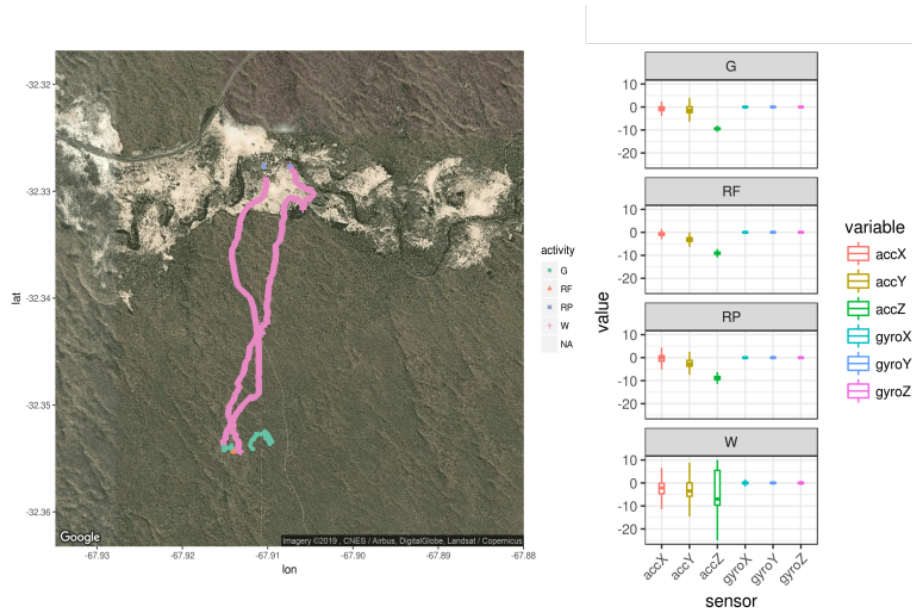 -32.32
-32.33
-32.34
-32.35
-32.36
lat
-67.93
-67.92
-67.91
-67.90
-67.89
-67.88
lon
Google
Imagery ©2019 , CNES / Airbus, DigitalGlobe, Landsat / Copernicus
activity
G
RF
RP
W
NA
G
10
0
-10
-20
RF
10
0
-10
-20
RP
10
0
-10
-20
W
10
0
-10
-20
value
accX
accY
accZ
gyroX
gyroY
gyroZ
sensor
variable
accX
accY
accZ
gyroX
gyroY
gyroZ